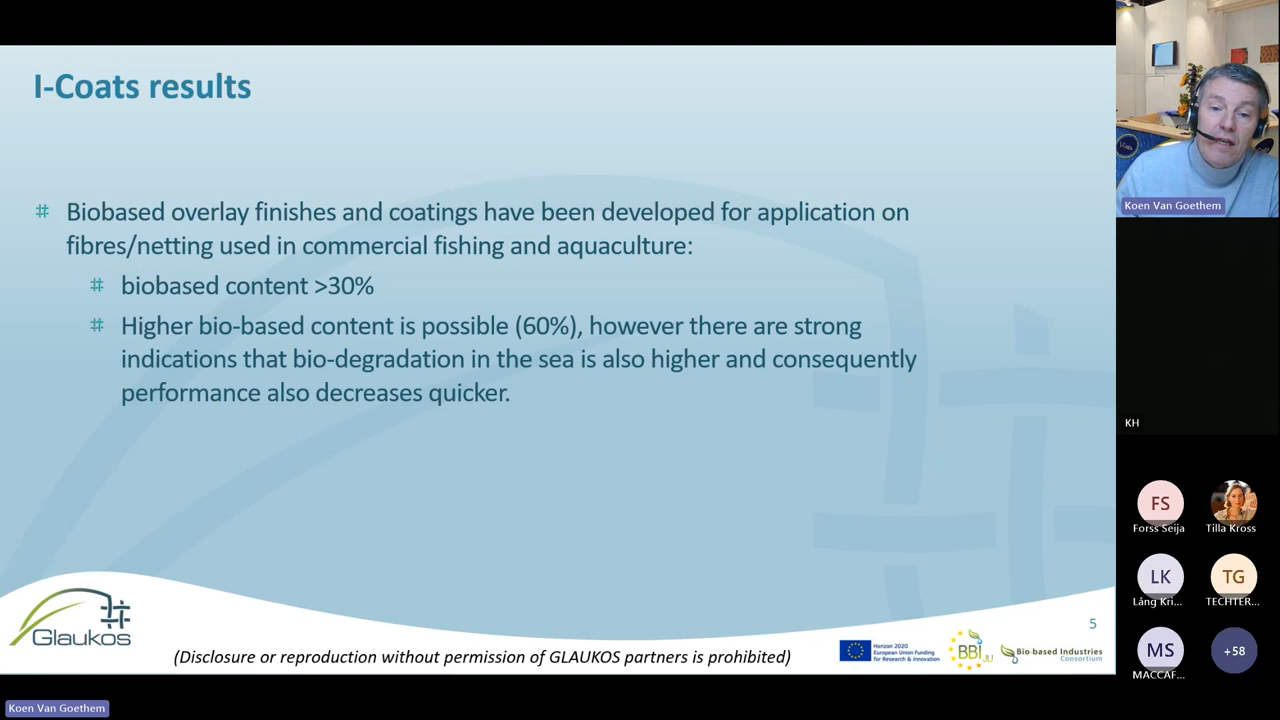 I-Coats results
Biobased overlay finishes and coatings have been developed for application on
fibres/netting used in commercial fishing and aquaculture:
biobased content >30%
Higher bio-based content is possible (60%), however there are strong
indications that bio-degradation in the sea is also higher and consequently
performance also decreases quicker.
5
Glaukos
(Disclosure or reproduction without permission of GLAUKOS partners is prohibited)
Horizon 2020
European Union Funding
for Research & Innovation
BBI JU
Bio-based Industries
Consortium
Koen Van Goethem
I-Coats
Koen Van Goethem
KH
FS
Forss Seija
Tilla Kross
LK
Lång Kri...
TG
TECHTER...
MS
MACCAF...
+58